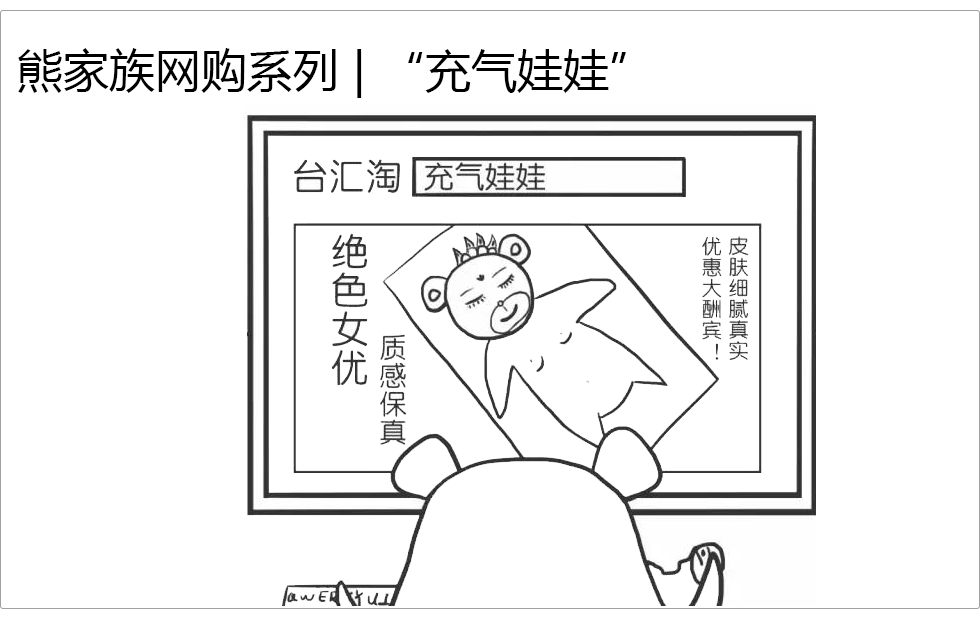 熊家族网购系列 | “充气娃娃”
台汇淘 充气娃娃
绝色女优
质感保真
皮肤细腻真实
优惠大酬宾！
QWER